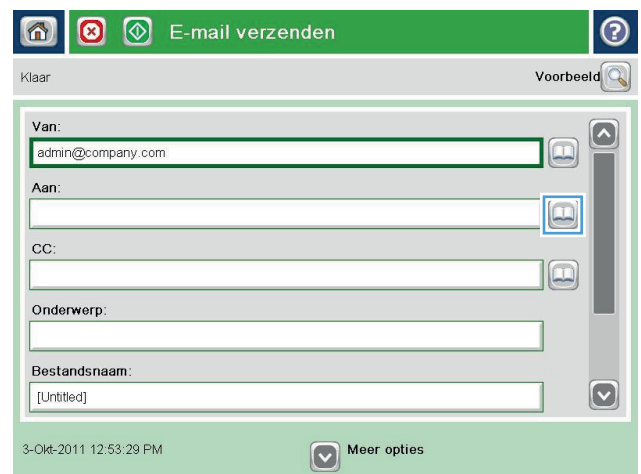 E-mail verzenden
Klaar
Voorbeeld
Van:
admin@company.com
Aan:
CC:
Onderwerp:
Bestandsnaam:
[Untitled]
3-Okt-2011 12:53:29 PM
Meer opties